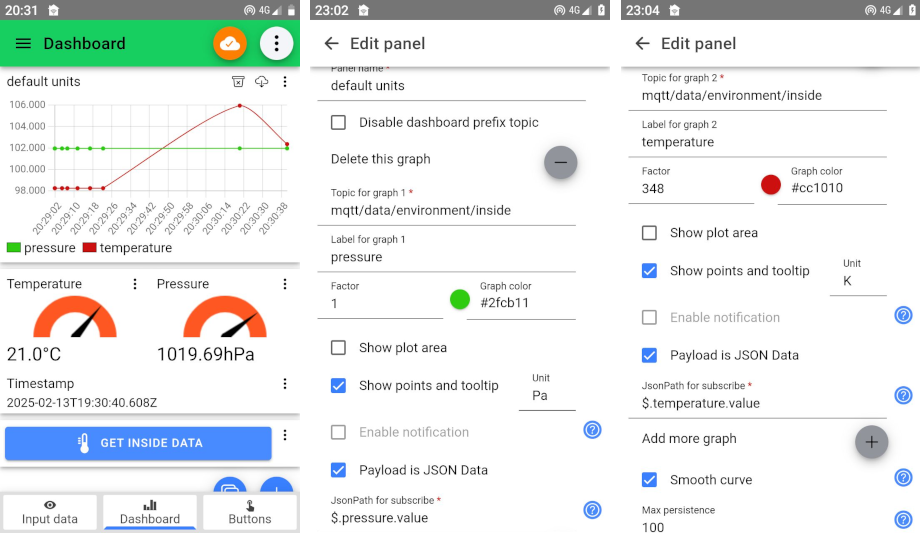 20:31
4G
Dashboard
default units
106.000
104.000
102.000
100.000
98.000
20:29:02
20:29:10
20:29:18
20:29:26
20:29:34
20:29:42
20:29:50
20:29:58
20:30:06
20:30:14
20:30:22
20:30:30
20:30:38
pressure temperature
Temperature
21.0°C
Pressure
1019.69hPa
Timestamp
2025-02-13T19:30:40.608Z
GET INSIDE DATA
Input data
Dashboard
Buttons
23:02
4G
Edit panel
Panel name *
default units
Disable dashboard prefix topic
Delete this graph
Topic for graph 1 *
mqtt/data/environment/inside
Label for graph 1
pressure
Factor
1
Graph color
#2fcb11
Show plot area
Show points and tooltip
Unit
Pa
Enable notification
Payload is JSON Data
JsonPath for subscribe *
$.pressure.value
23:04
4G
Edit panel
Topic for graph 2 *
mqtt/data/environment/inside
Label for graph 2
temperature
Factor
348
Graph color
#cc1010
Show plot area
Show points and tooltip
Unit
K
Enable notification
Payload is JSON Data
JsonPath for subscribe *
$.temperature.value
Add more graph
Smooth curve
Max persistence
100